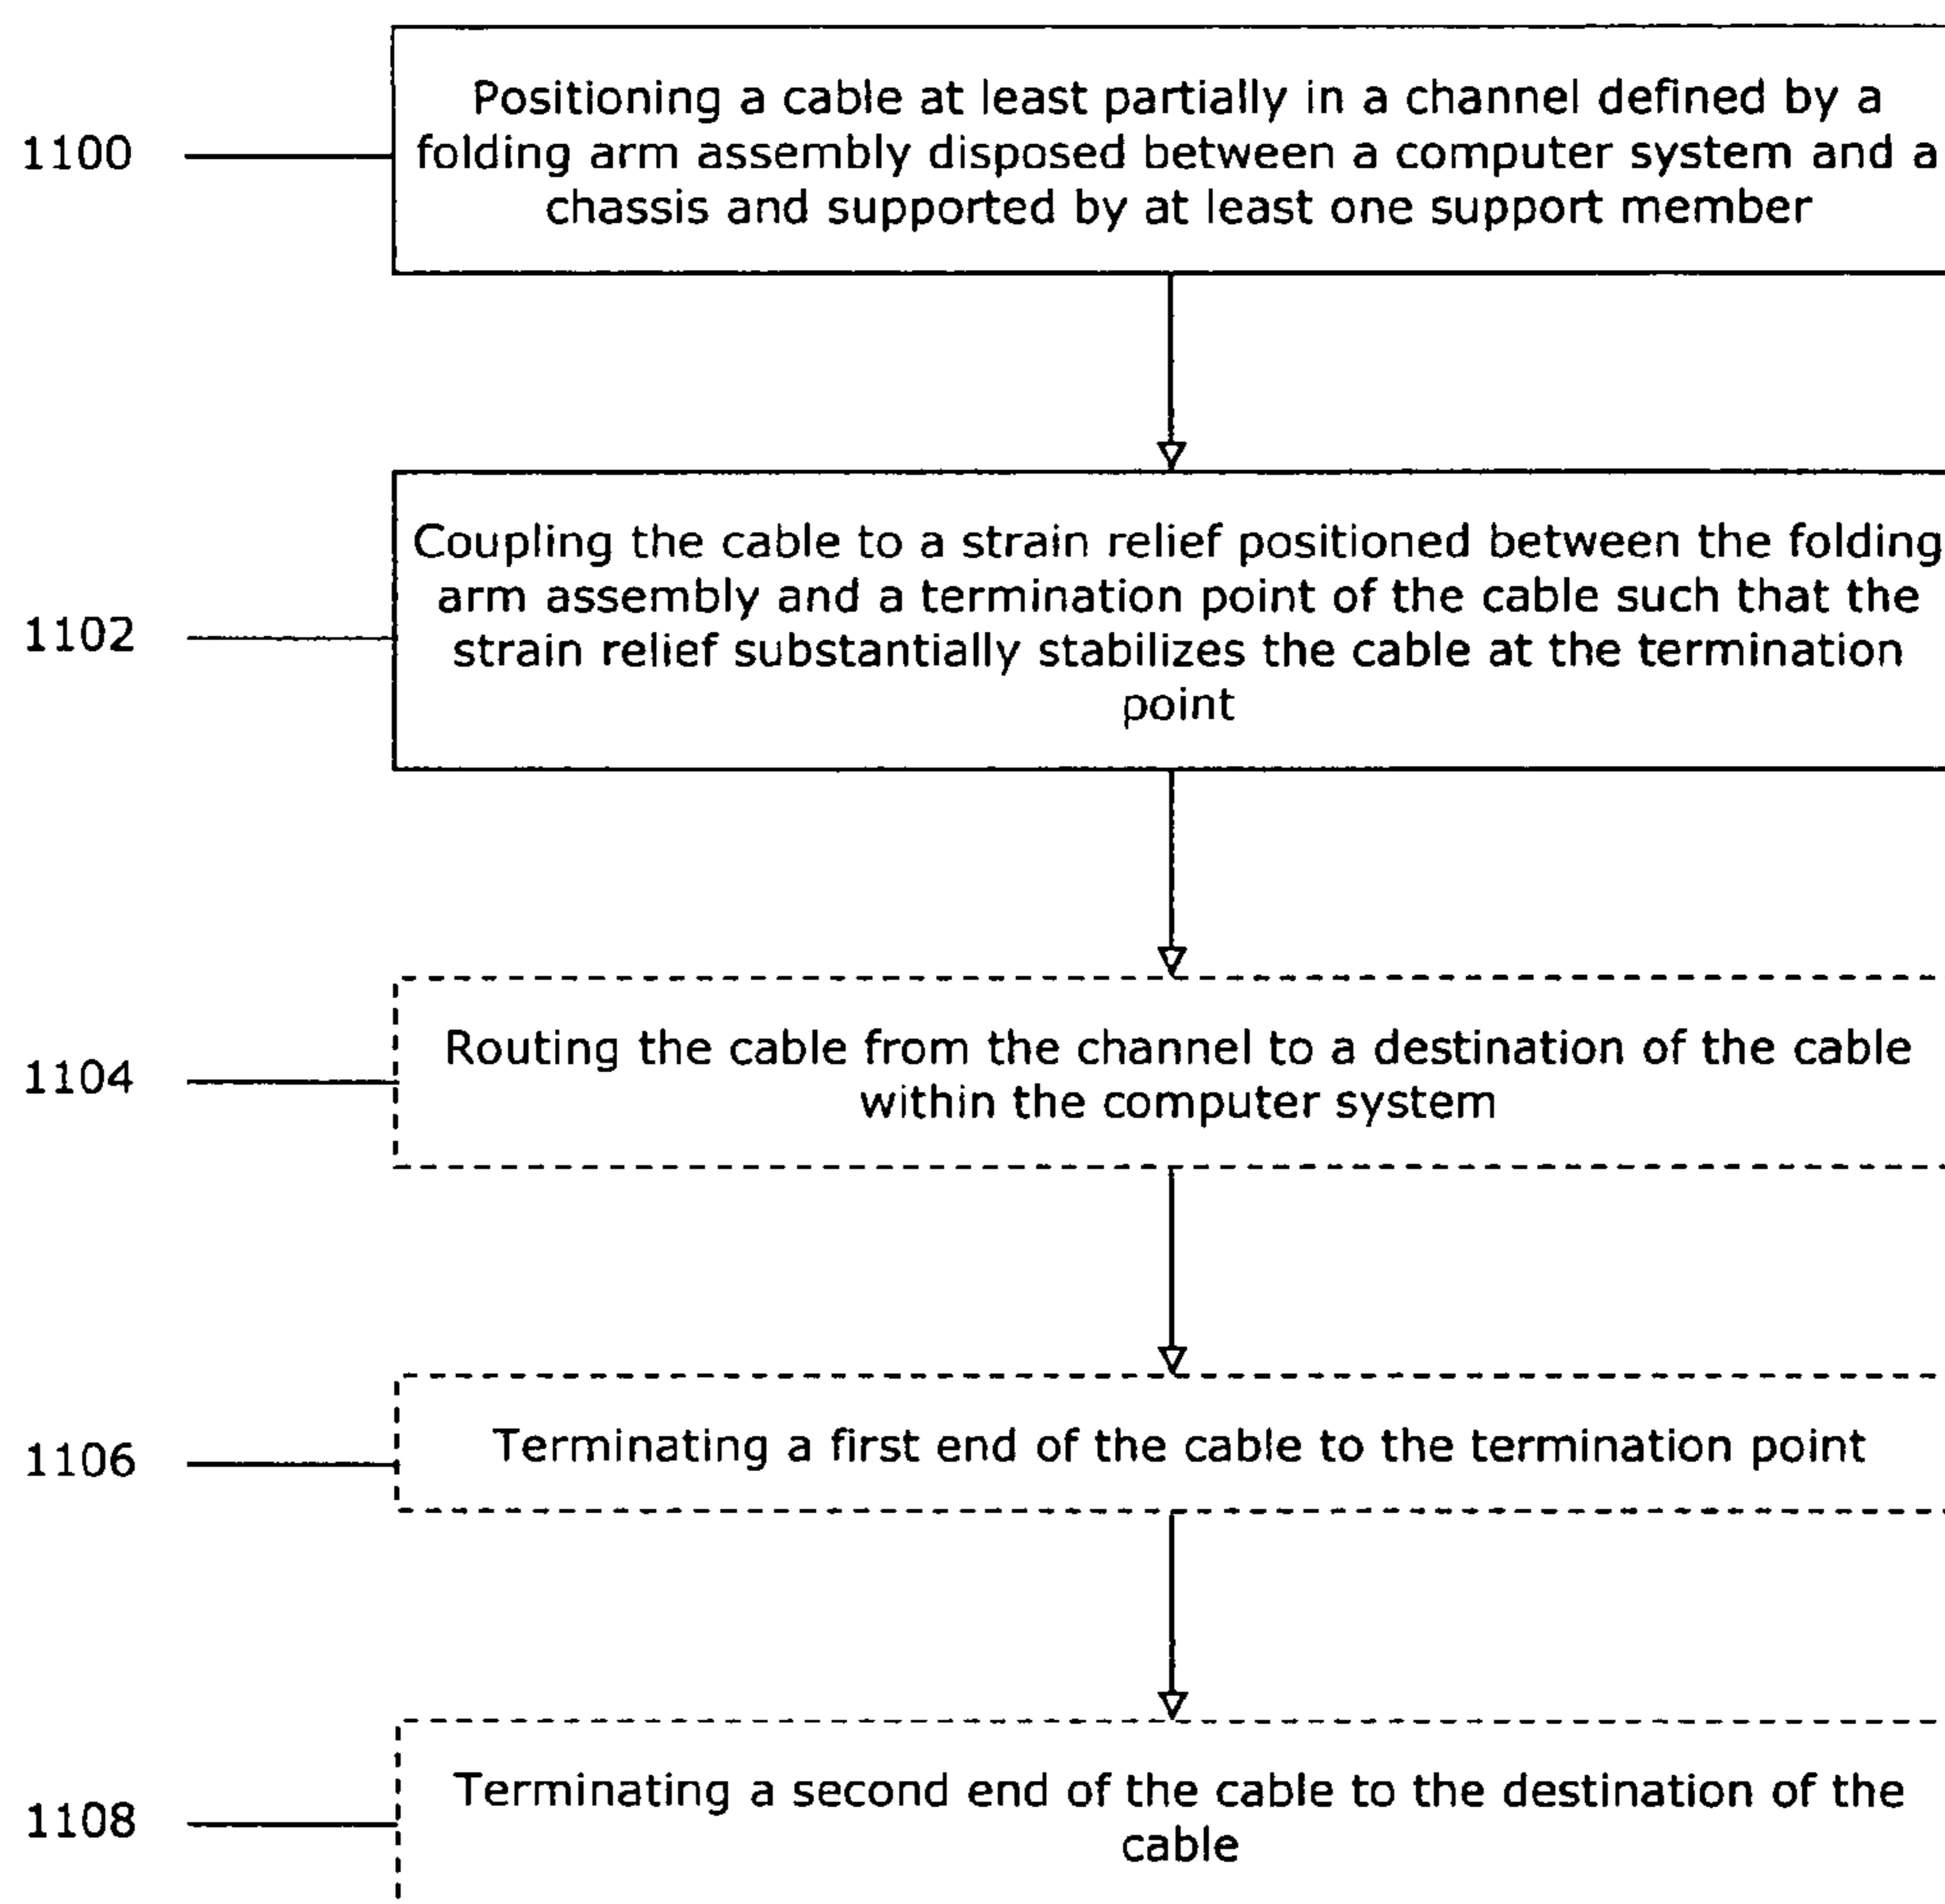 Positioning a cable at least partially in a channel defined by a
1100
folding arm assembly disposed between a computer system and a
chassis and supported by at least one support member
Coupling the cable to a strain relief positioned between the folding
arm assembly and a termination point of the cable such that the
1102
strain relief substantially stabilizes the cable at the termination
point
Routing the cable from the channel to a destination of the cable
1104
within the computer system
1106
Terminating a first end of the cable to the termination point
Terminating a second end of the cable to the destination of the
1108
cable